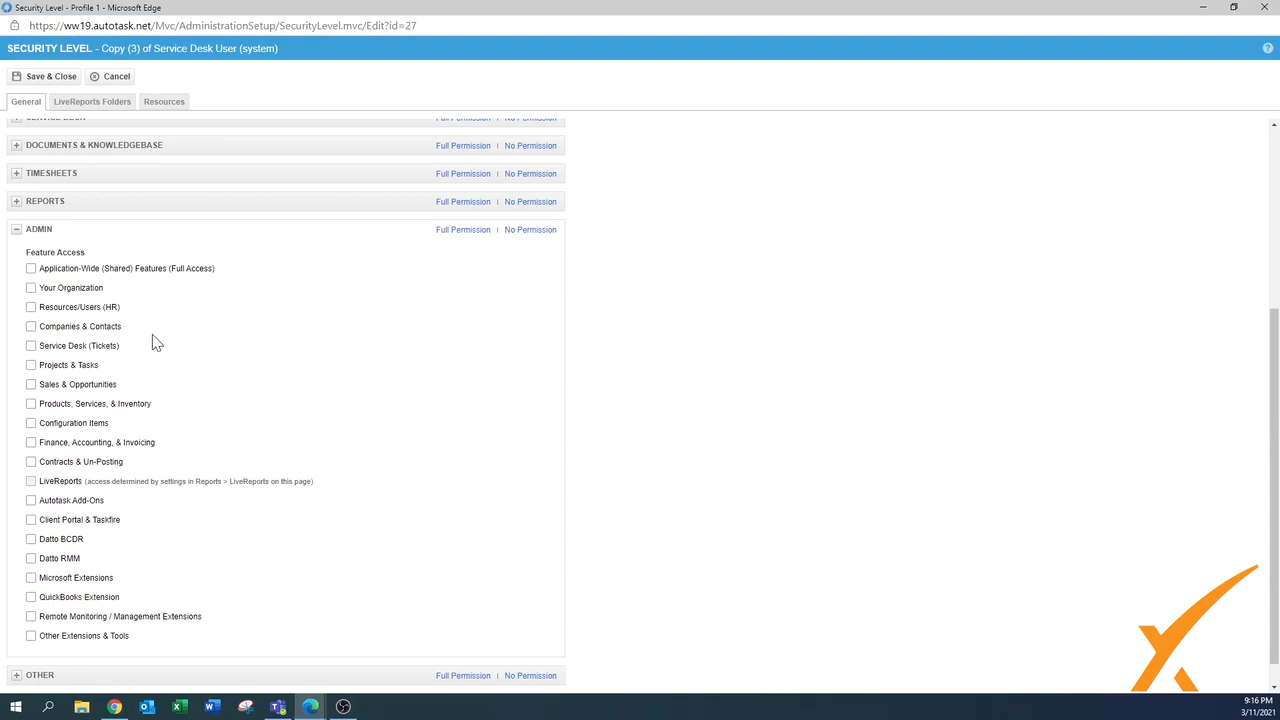 Security Level - Profile 1 - Microsoft Edge
https://ww19.autotask.net/Mvc/AdministrationSetup/SecurityLevel.mvc/Edit?id=27
SECURITY LEVEL - Copy (3) of Service Desk User (system)
?
Save & Close Cancel
General LiveReports Folders Resources
SERVICE DESK Full Permission | No Permission
DOCUMENTS & KNOWLEDGEBASE Full Permission | No Permission
TIMESHEETS Full Permission | No Permission
REPORTS Full Permission | No Permission
ADMIN Full Permission | No Permission
Feature Access
Application-Wide (Shared) Features (Full Access)
Your Organization
Resources/Users (HR)
Companies & Contacts
Service Desk (Tickets)
Projects & Tasks
Sales & Opportunities
Products, Services, & Inventory
Configuration Items
Finance, Accounting, & Invoicing
Contracts & Un-Posting
LiveReports (access determined by settings in Reports > LiveReports on this page)
Autotask Add-Ons
Client Portal & Taskfire
Datto BCDR
Datto RMM
Microsoft Extensions
QuickBooks Extension
Remote Monitoring / Management Extensions
Other Extensions & Tools
OTHER Full Permission | No Permission
9:16 PM
3/11/2021